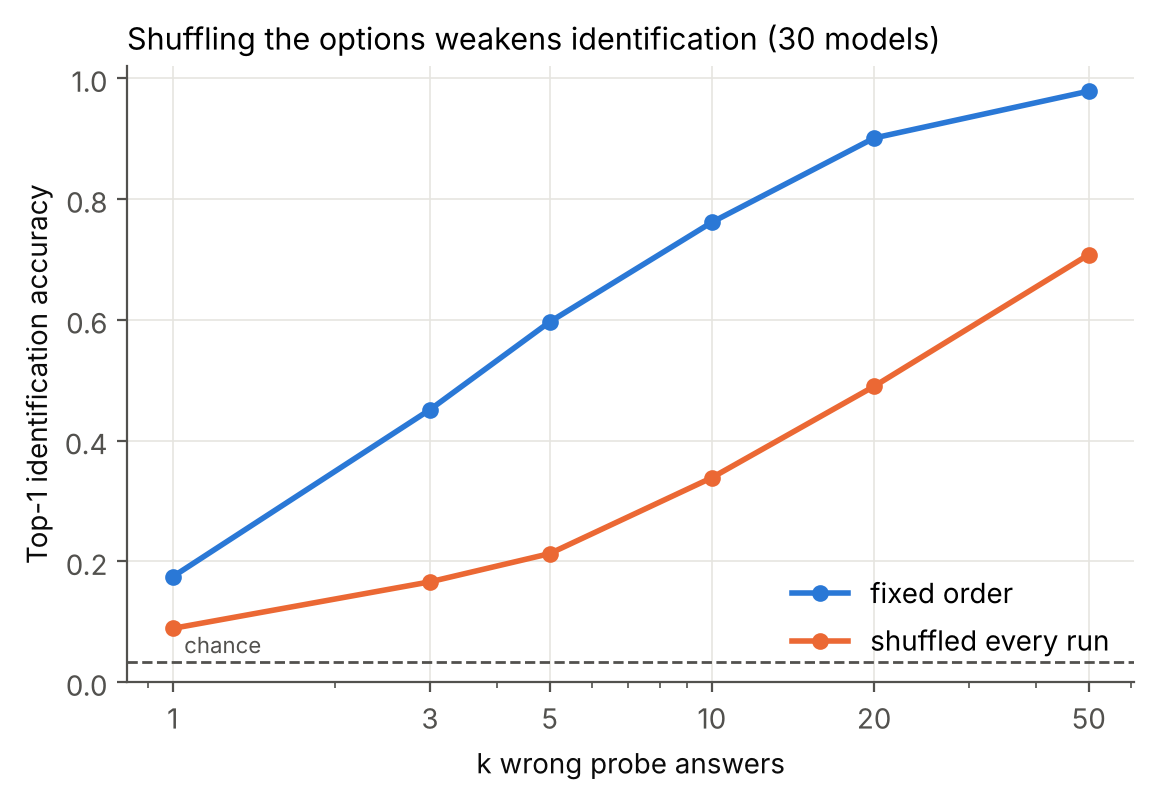 Shuffling the options weakens identification (30 models)
Top-1 identification accuracy
1.0
0.8
0.6
0.4
0.2
0.0
chance
fixed order
shuffled every run
1 3 5 10 20 50
k wrong probe answers